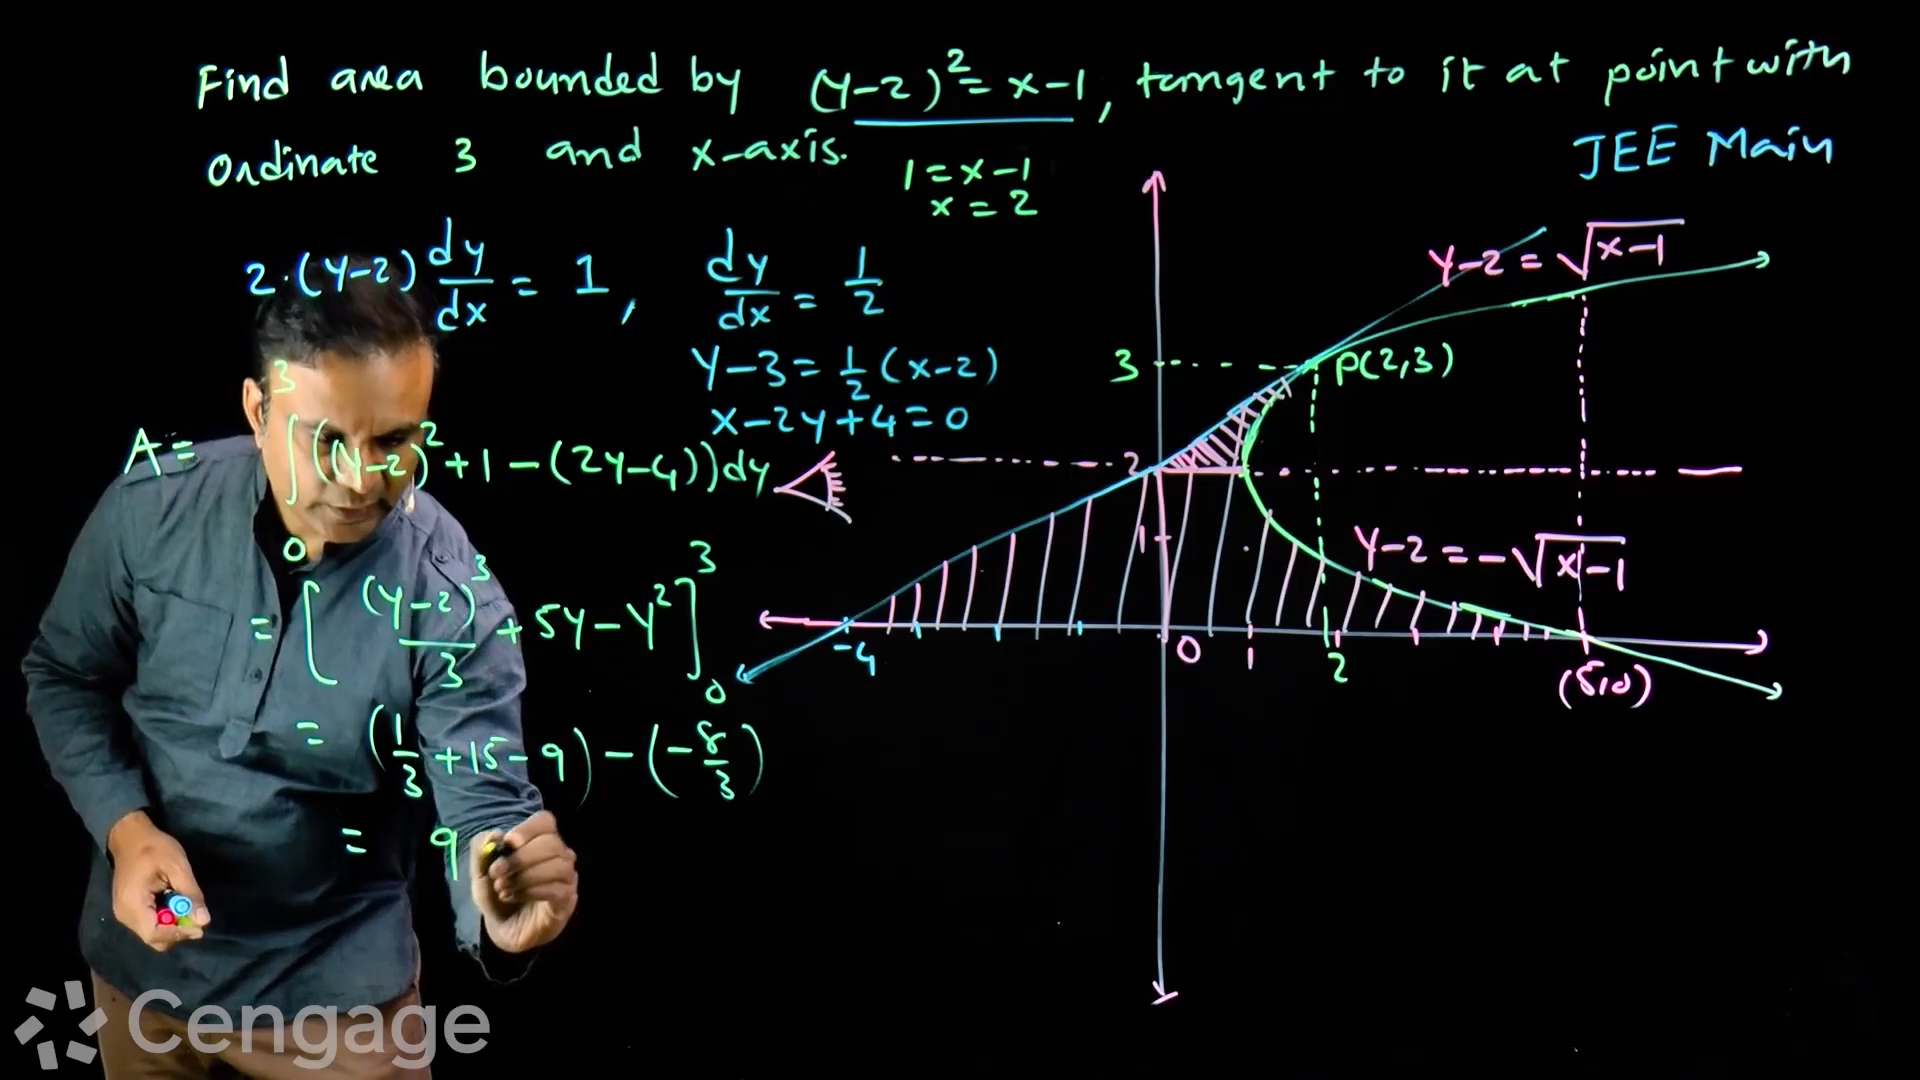 Find area bounded by (y-2)² = x-1, tangent to it at point with
ordinate 3 and x-axis.
JEE Main
1 = x-1
x = 2
2·(y-2) dy/dx = 1, dy/dx = 1/2
y-3 = 1/2 (x-2)
x-2y+4=0
A = ∫₀³ ((y-2)²+1-(2y-4))dy
= [(y-2)³/3 + 5y - y²]₀³
= (1/3 + 15 - 9) - (-8/3)
= 9
y-2 = √x-1
3
P(2,3)
2
1
y-2 = -√x-1
-4
0
1
2
(5,0)
Cengage